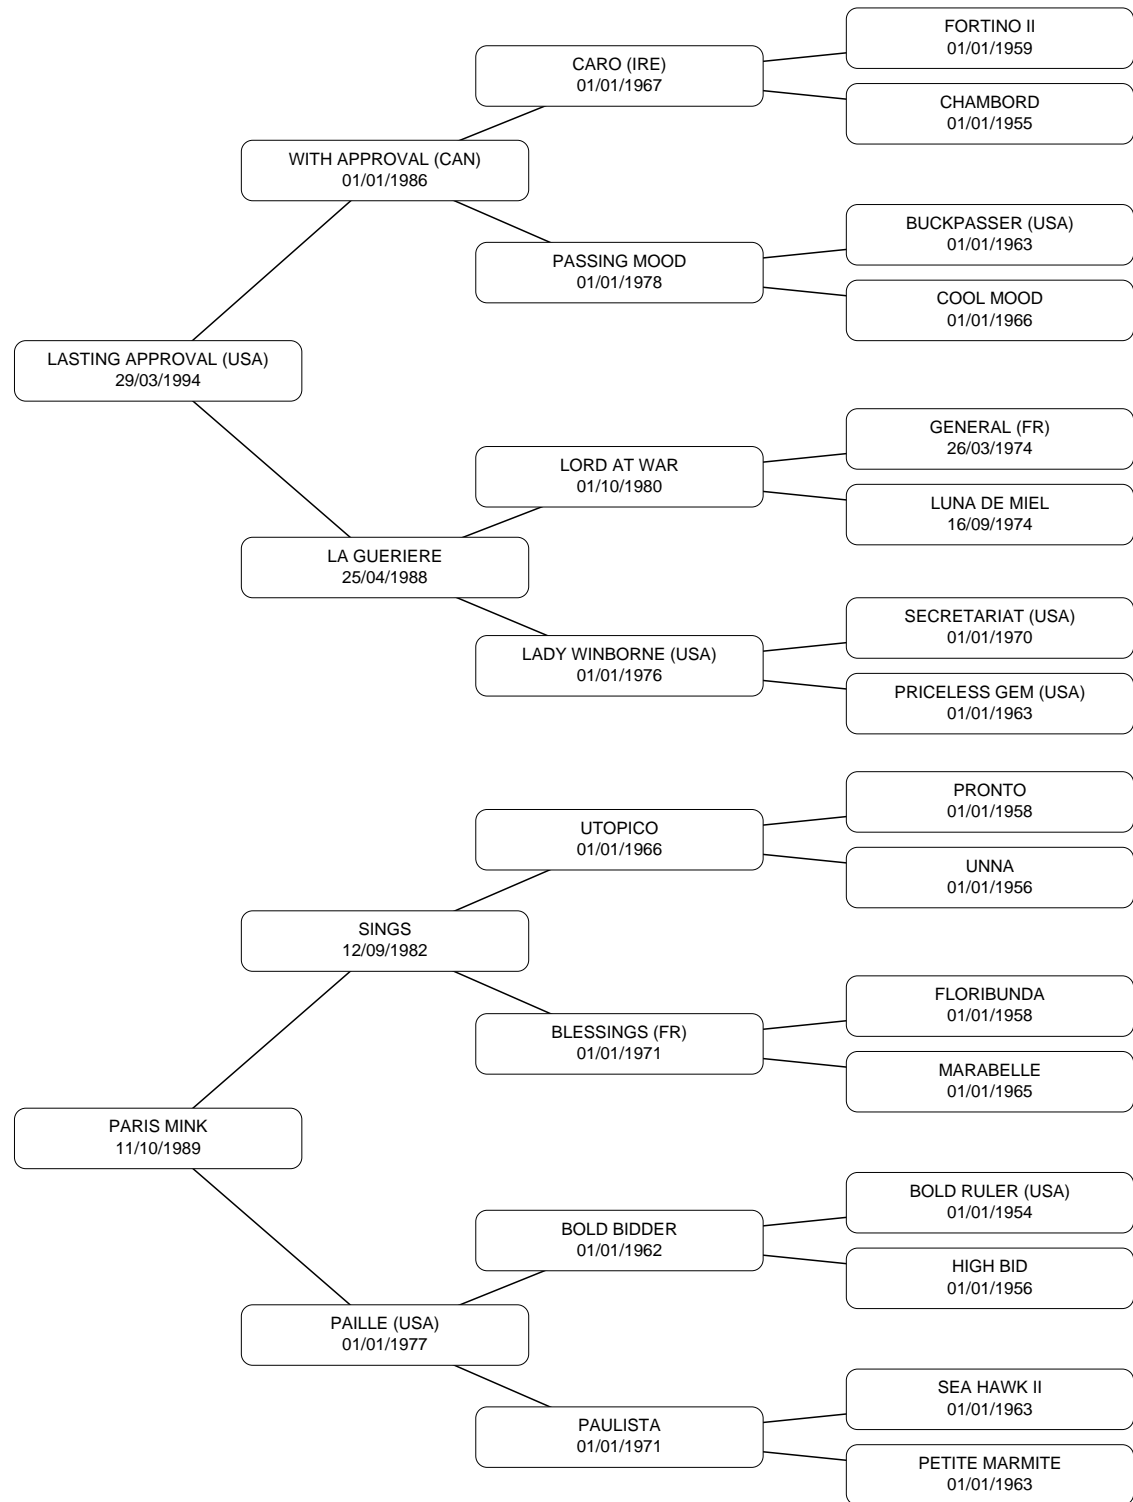 FORTINO II
01/01/1959
CARO (IRE)
01/01/1967
CHAMBORD
01/01/1955
WITH APPROVAL (CAN)
01/01/1986
BUCKPASSER (USA)
01/01/1963
PASSING MOOD
01/01/1978
COOL MOOD
01/01/1966
LASTING APPROVAL (USA)
29/03/1994
GENERAL (FR)
26/03/1974
LORD AT WAR
01/10/1980
LUNA DE MIEL
16/09/1974
LA GUERIERE
25/04/1988
SECRETARIAT (USA)
01/01/1970
LADY WINBORNE (USA)
01/01/1976
PRICELESS GEM (USA)
01/01/1963
PRONTO
01/01/1958
UTOPICO
01/01/1966
UNNA
01/01/1956
SINGS
12/09/1982
FLORIBUNDA
01/01/1958
BLESSINGS (FR)
01/01/1971
MARABELLE
01/01/1965
PARIS MINK
11/10/1989
BOLD RULER (USA)
01/01/1954
BOLD BIDDER
01/01/1962
HIGH BID
01/01/1956
PAILLE (USA)
01/01/1977
SEA HAWK II
01/01/1963
PAULISTA
01/01/1971
PETITE MARMITE
01/01/1963